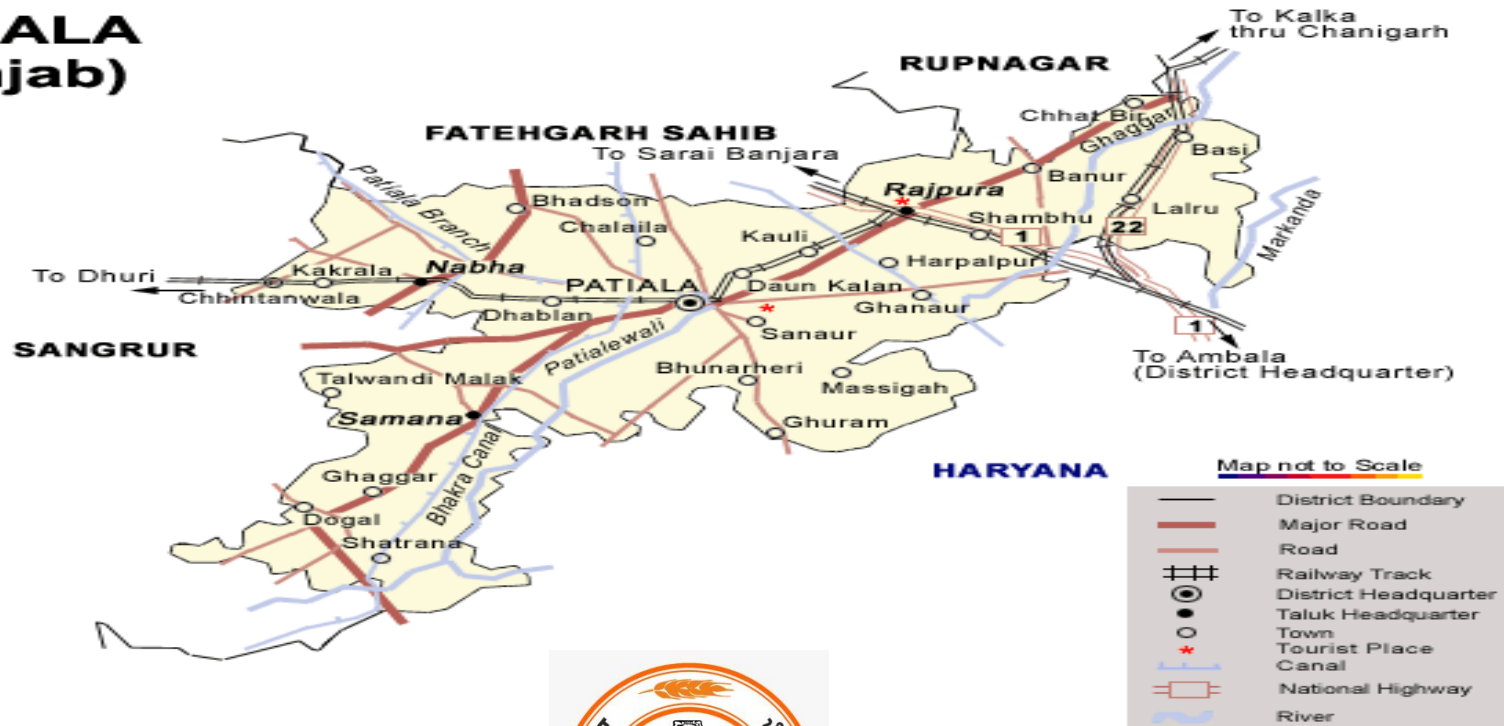 ALA
jab)
To Kalka
thru Chanigarh
RUPNAGAR
Chhat Bir
Ghaggar
FATEHGARH SAHIB
To Sarai Banjara
Basi
Banur
Patiala Branch
Rajpura
Bhadson
Lalru
Shambhu
Markanda
Chalaila
Kauli
1
22
Harpalpur
Nabha
To Dhuri
Kakrala
PATIALA
Daun Kalan
Chhintanwala
Ghanaur
Dhablan
1
Sanaur
Patialewali
SANGRUR
To Ambala
(District Headquarter)
Bhunarheri
Talwandi Malak
Massigah
Samana
Ghuram
Bhakra Canal
HARYANA
Map not to Scale
Ghaggar
District Boundary
Dogal
Major Road
Shatrana
Road
Railway Track
District Headquarter
Taluk Headquarter
Town
Tourist Place
Canal
National Highway
River